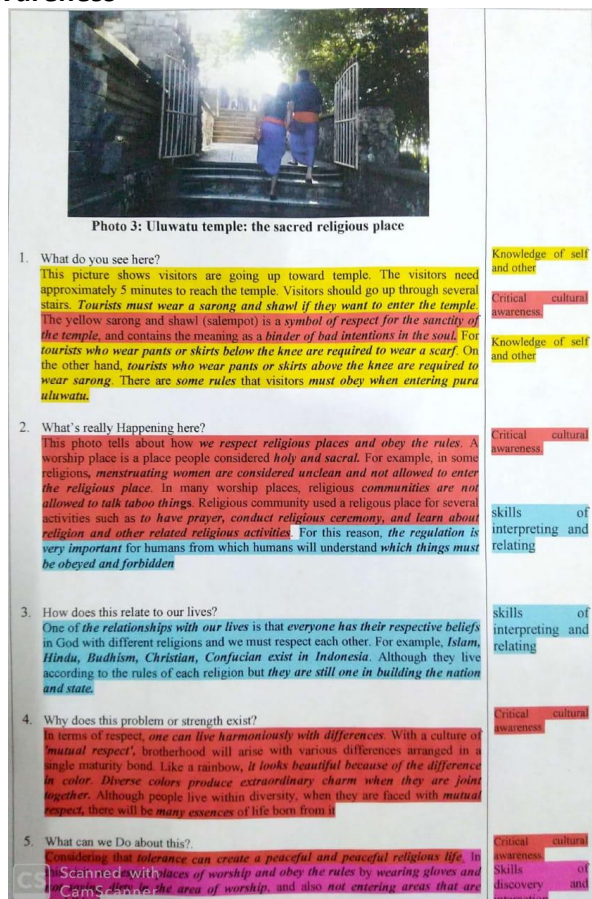 vareness
Photo 3: Uluwatu temple: the sacred religious place
1. What do you see here?
This picture shows visitors are going up toward temple. The visitors need
approximately 5 minutes to reach the temple. Visitors should go up through several
stairs. Tourists must wear a sarong and shawl if they want to enter the temple.
The yellow sarong and shawl (salempot) is a symbol of respect for the sanctity of
the temple, and contains the meaning as a binder of bad intentions in the soul. For
tourists who wear pants or skirts below the knee are required to wear a scarf. On
the other hand, tourists who wear pants or skirts above the knee are required to
wear sarong. There are some rules that visitors must obey when entering pura
uluwatu.
Knowledge of self
and other
Critical cultural
awareness.
Knowledge of self
and other
2. What's really Happening here?
This photo tells about how we respect religious places and obey the rules. A
worship place is a place people considered holy and sacral. For example, in some
religions, menstruating women are considered unclean and not allowed to enter
the religious place. In many worship places, religious communities are not
allowed to talk taboo things. Religious community used a religous place for several
activities such as to have prayer, conduct religious ceremony, and learn about
religion and other related religious activities. For this reason, the regulation is
very important for humans from which humans will understand which things must
be obeyed and forbidden
Critical cultural
awareness.
skills of
interpreting and
relating
3. How does this relate to our lives?
One of the relationships with our lives is that everyone has their respective beliefs
in God with different religions and we must respect each other. For example, Islam,
Hindu, Budhism, Christian, Confucian exist in Indonesia. Although they live
according to the rules of each religion but they are still one in building the nation
and state.
skills of
interpreting and
relating
4. Why does this problem or strength exist?
In terms of respect, one can live harmoniously with differences. With a culture of
'mutual respect', brotherhood will arise with various differences arranged in a
single maturity bond. Like a rainbow, it looks beautiful because of the difference
in color. Diverse colors produce extraordinary charm when they are joint
together. Although people live within diversity, when they are faced with mutual
respect, there will be many essences of life born from it
Critical cultural
awareness
5. What can we Do about this?.
Considering that tolerance can create a peaceful and peaceful religious life. In
places of worship and obey the rules by wearing gloves and
in the area of worship, and also not entering areas that are
Critical cultural
awareness
Skills of
discovery and
CS Scanned with
CamScanner